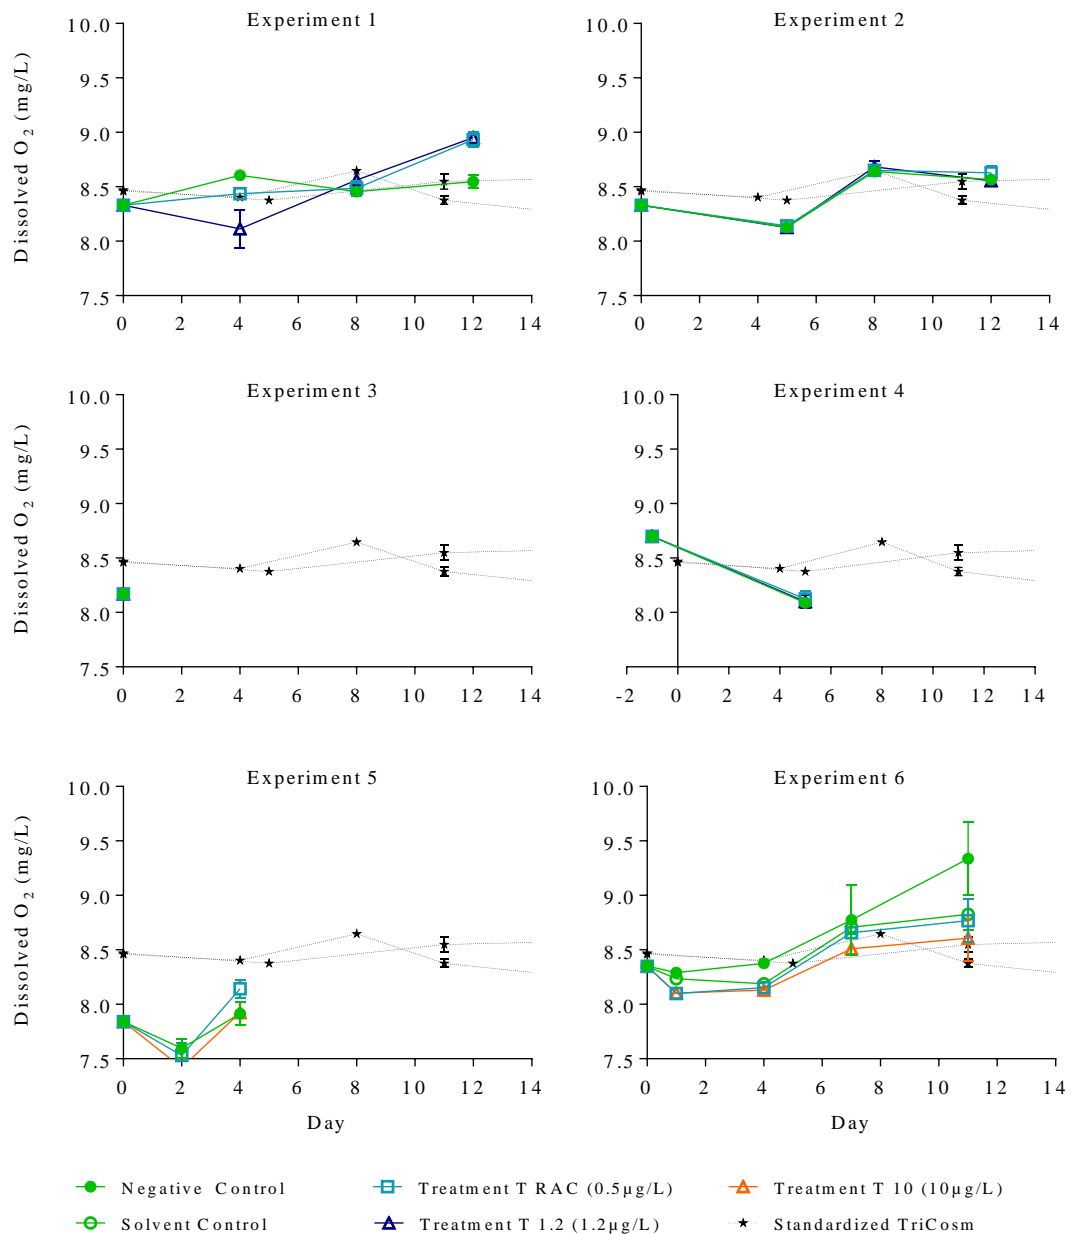 Experiment 1
Dissolved O2 (mg/L)
10.0
9.5
9.0
8.5
8.0
7.5
0 2 4 6 8 10 12 14
Experiment 2
10.0
9.5
9.0
8.5
8.0
7.5
0 2 4 6 8 10 12 14
Experiment 3
Dissolved O2 (mg/L)
10.0
9.5
9.0
8.5
8.0
7.5
0 2 4 6 8 10 12 14
Experiment 4
10.0
9.5
9.0
8.5
8.0
-2 0 2 4 6 8 10 12 14
Experiment 5
Dissolved O2 (mg/L)
10.0
9.5
9.0
8.5
8.0
7.5
0 2 4 6 8 10 12 14
Day
Experiment 6
10.0
9.5
9.0
8.5
8.0
7.5
0 2 4 6 8 10 12 14
Day
Negative Control
Treatment T RAC (0.5µg/L)
Treatment T 10 (10µg/L)
Solvent Control
Treatment T 1.2 (1.2µg/L)
Standardized TriCosm